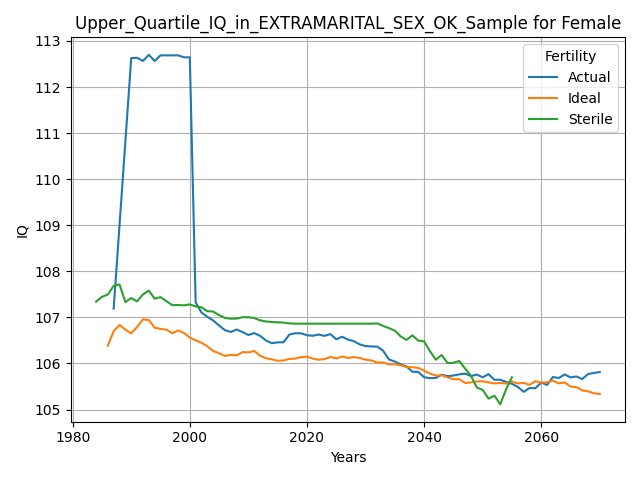 Upper_Quartile_IQ_in_EXTRAMARITAL_SEX_OK_Sample for Female
113
112
111
110
109
108
107
106
105
IQ
Fertility
Actual
Ideal
Sterile
1980
2000
2020
2040
2060
Years